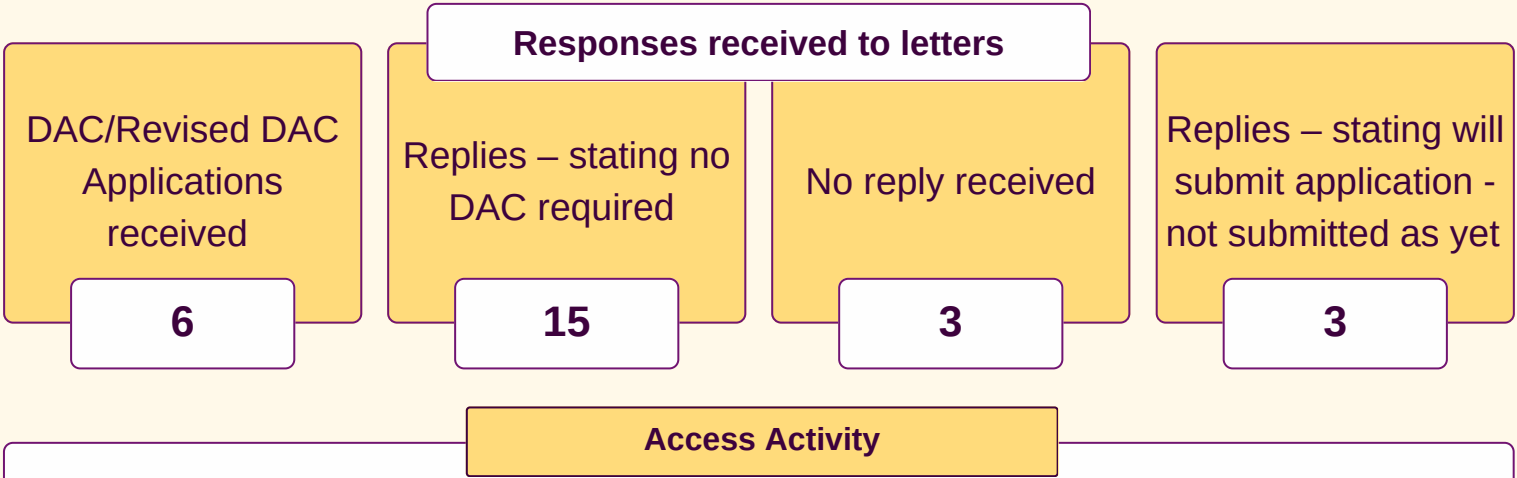 Responses received to letters
DAC/Revised DAC
Applications
received
6
Replies – stating no
DAC required
15
No reply received
3
Replies – stating will
submit application -
not submitted as yet
3
Access Activity